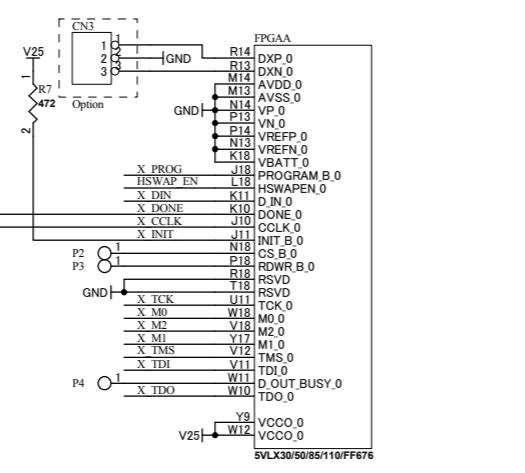 CN3
FPGAA
V25
1
1
1 R14 DXP_0
2
2 GND
3
3 R13 DXN_0
M14 AVDD_0
M13 AVSS_0
R7
472
Option
GND N14 VP_0
P13 VN_0
P14 VREFP_0
2 N13 VREFN_0
K18 VBATT_0
X_PROG J18 PROGRAM_B_0
HSWAP_EN L18 HSWAPEN_0
X_DIN K11 D_IN_0
X_DONE K10 DONE_0
X_CCLK J10 CCLK_0
X_INIT J11 INIT_B_0
P2 1 N18 CS_B_0
P3 1 P18 RDWR_B_0
R18 RSVD
GND T18 RSVD
X_TCK U11 TCK_0
X_M0 W18 M0_0
X_M2 V18 M2_0
X_M1 Y17 M1_0
X_TMS V12 TMS_0
X_TDI V11 TDI_0
P4 1 W11 D_OUT_BUSY_0
X_TDO W10 TDO_0
Y9 VCCO_0
V25 W12 VCCO_0
5VLX30/50/85/110/FF676